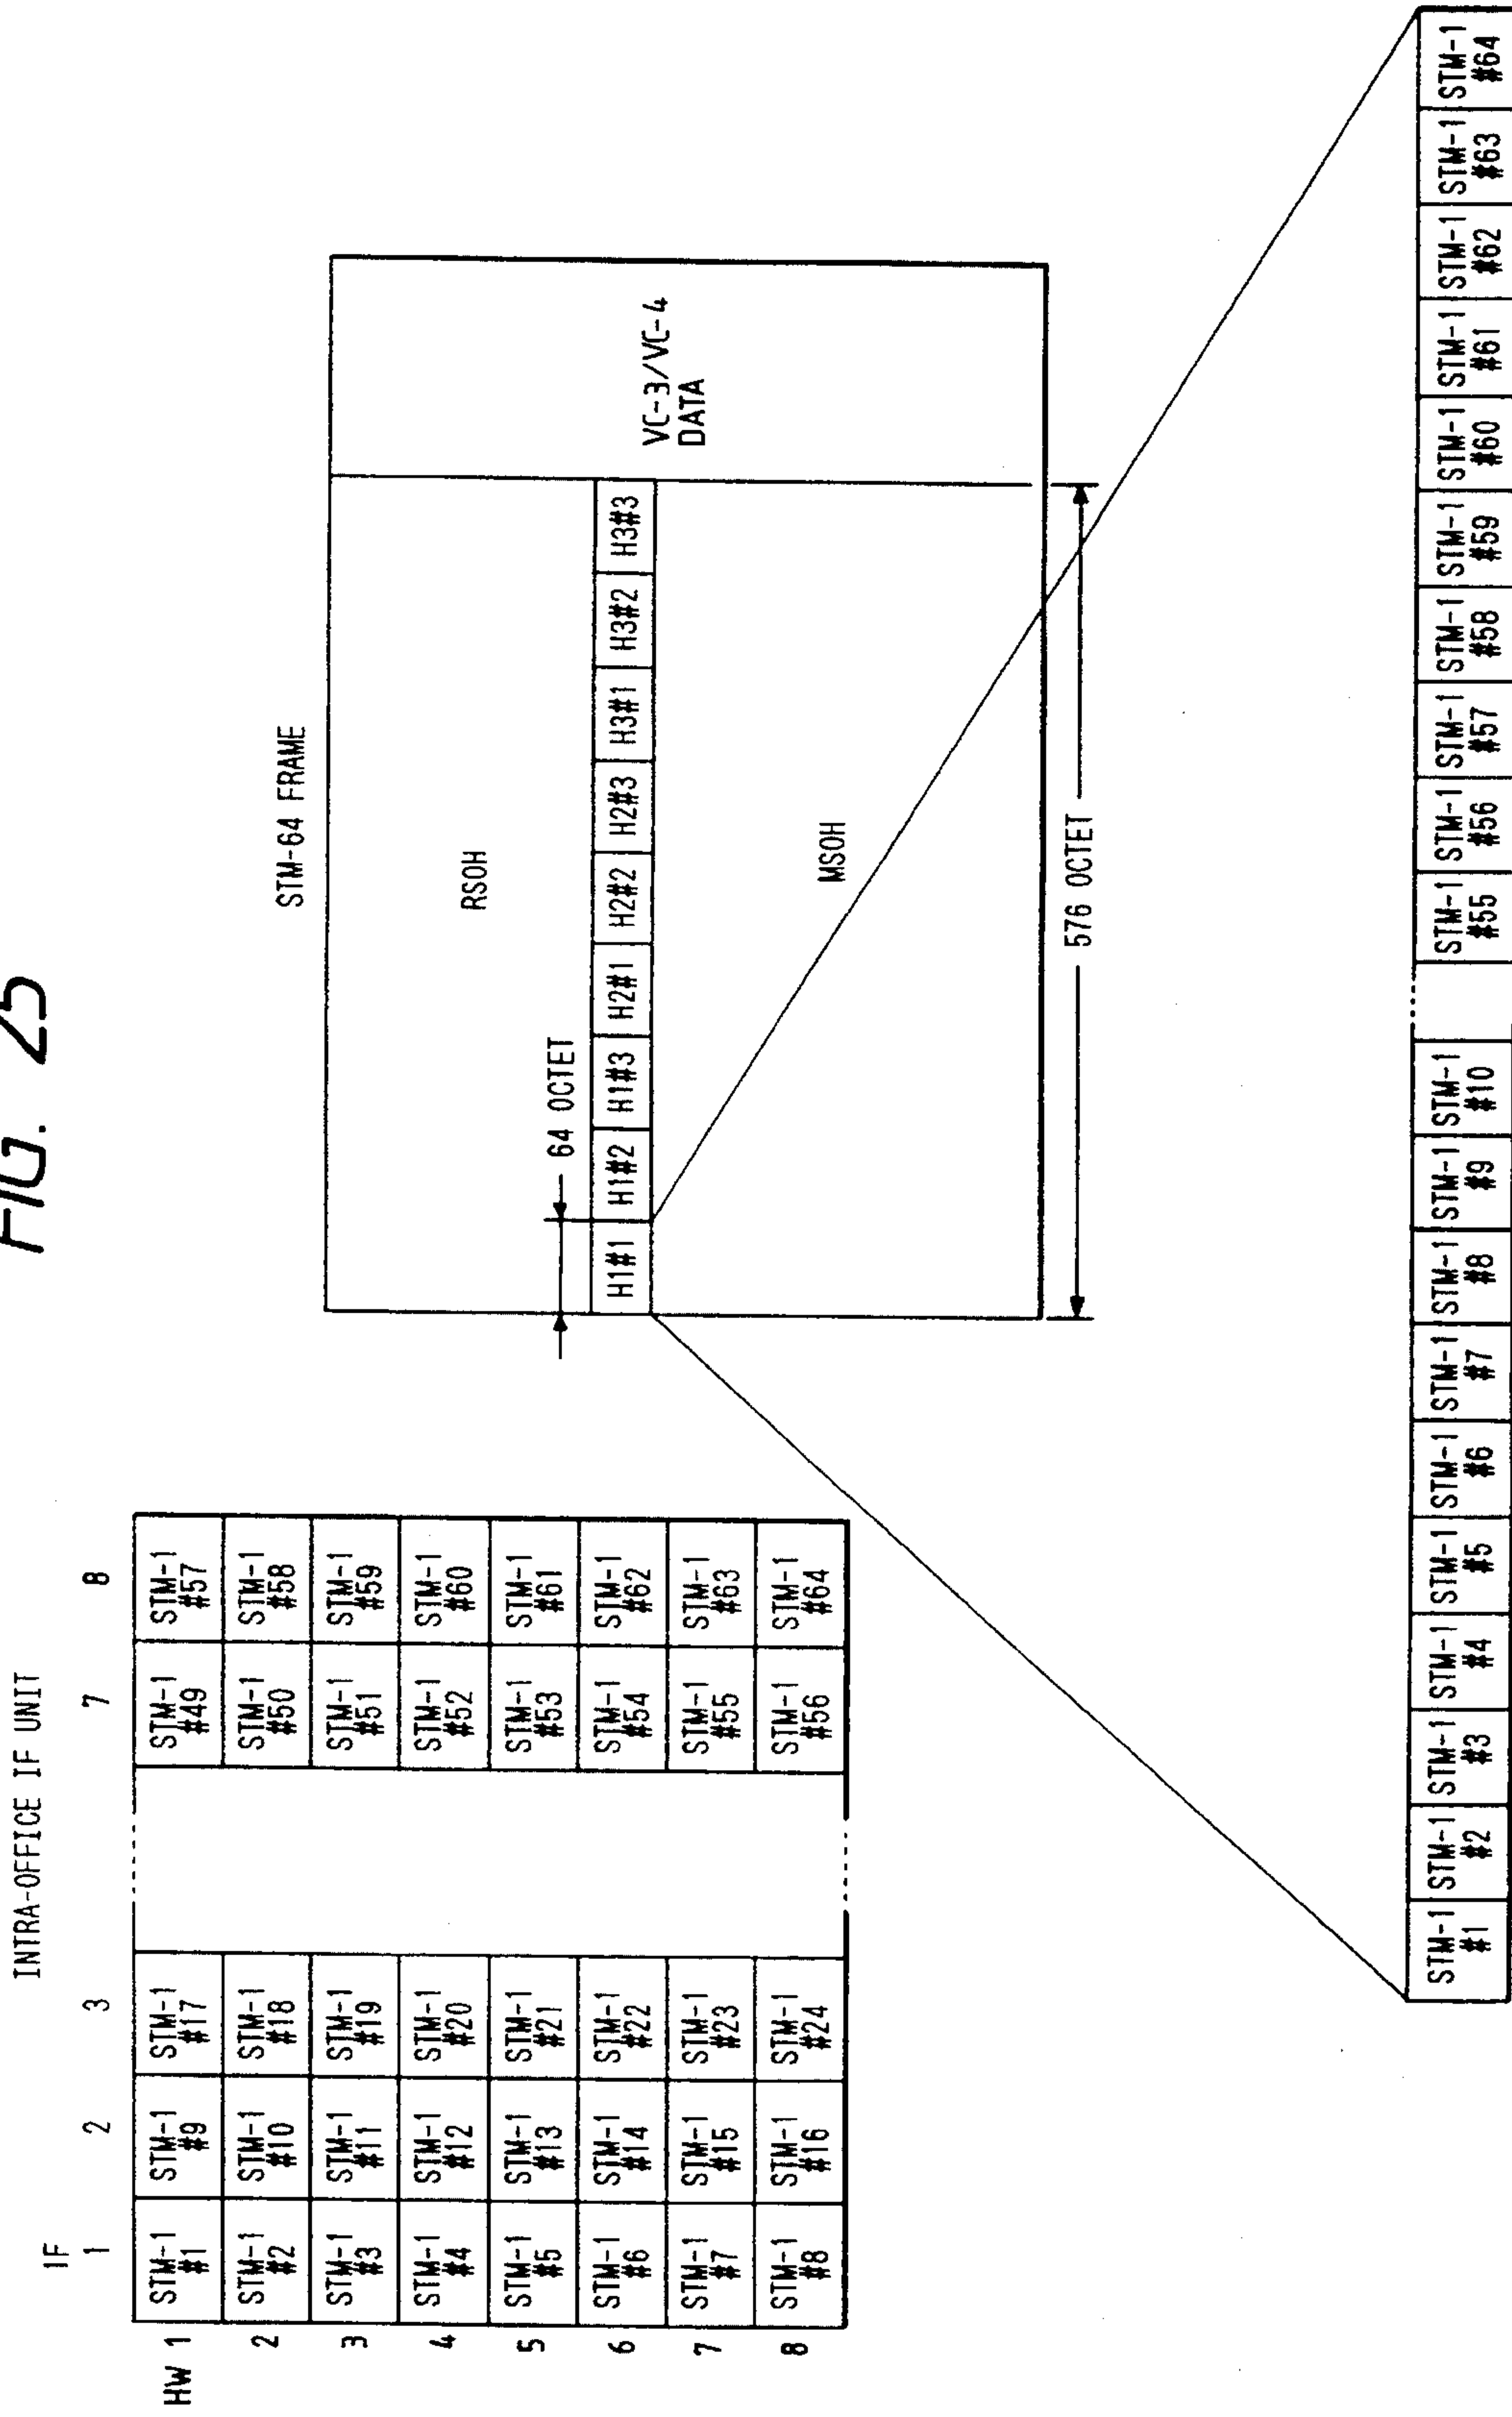 FIG. 25
INTRA-OFFICE IF UNIT
IF
1 2 3 7 8
HW 1 STM-1 #1 STM-1 #9 STM-1 #17 STM-1 #49 STM-1 #57
2 STM-1 #2 STM-1 #10 STM-1 #18 STM-1 #50 STM-1 #58
3 STM-1 #3 STM-1 #11 STM-1 #19 STM-1 #51 STM-1 #59
4 STM-1 #4 STM-1 #12 STM-1 #20 STM-1 #52 STM-1 #60
5 STM-1 #5 STM-1 #13 STM-1 #21 STM-1 #53 STM-1 #61
6 STM-1 #6 STM-1 #14 STM-1 #22 STM-1 #54 STM-1 #62
7 STM-1 #7 STM-1 #15 STM-1 #23 STM-1 #55 STM-1 #63
8 STM-1 #8 STM-1 #16 STM-1 #24 STM-1 #56 STM-1 #64
STM-64 FRAME
RSOH
64 OCTET
H1#1 H1#2 H1#3 H2#1 H2#2 H2#3 H3#1 H3#2 H3#3
VC-3/VC-4
DATA
MSOH
576 OCTET
STM-1 STM-1 STM-1 STM-1 STM-1 STM-1 STM-1 STM-1 STM-1 STM-1 STM-1 STM-1 STM-1 STM-1 STM-1 STM-1 STM-1 STM-1 STM-1 STM-1
#1 #2 #3 #4 #5 #6 #7 #8 #9 #10 #55 #56 #57 #58 #59 #60 #61 #62 #63 #64